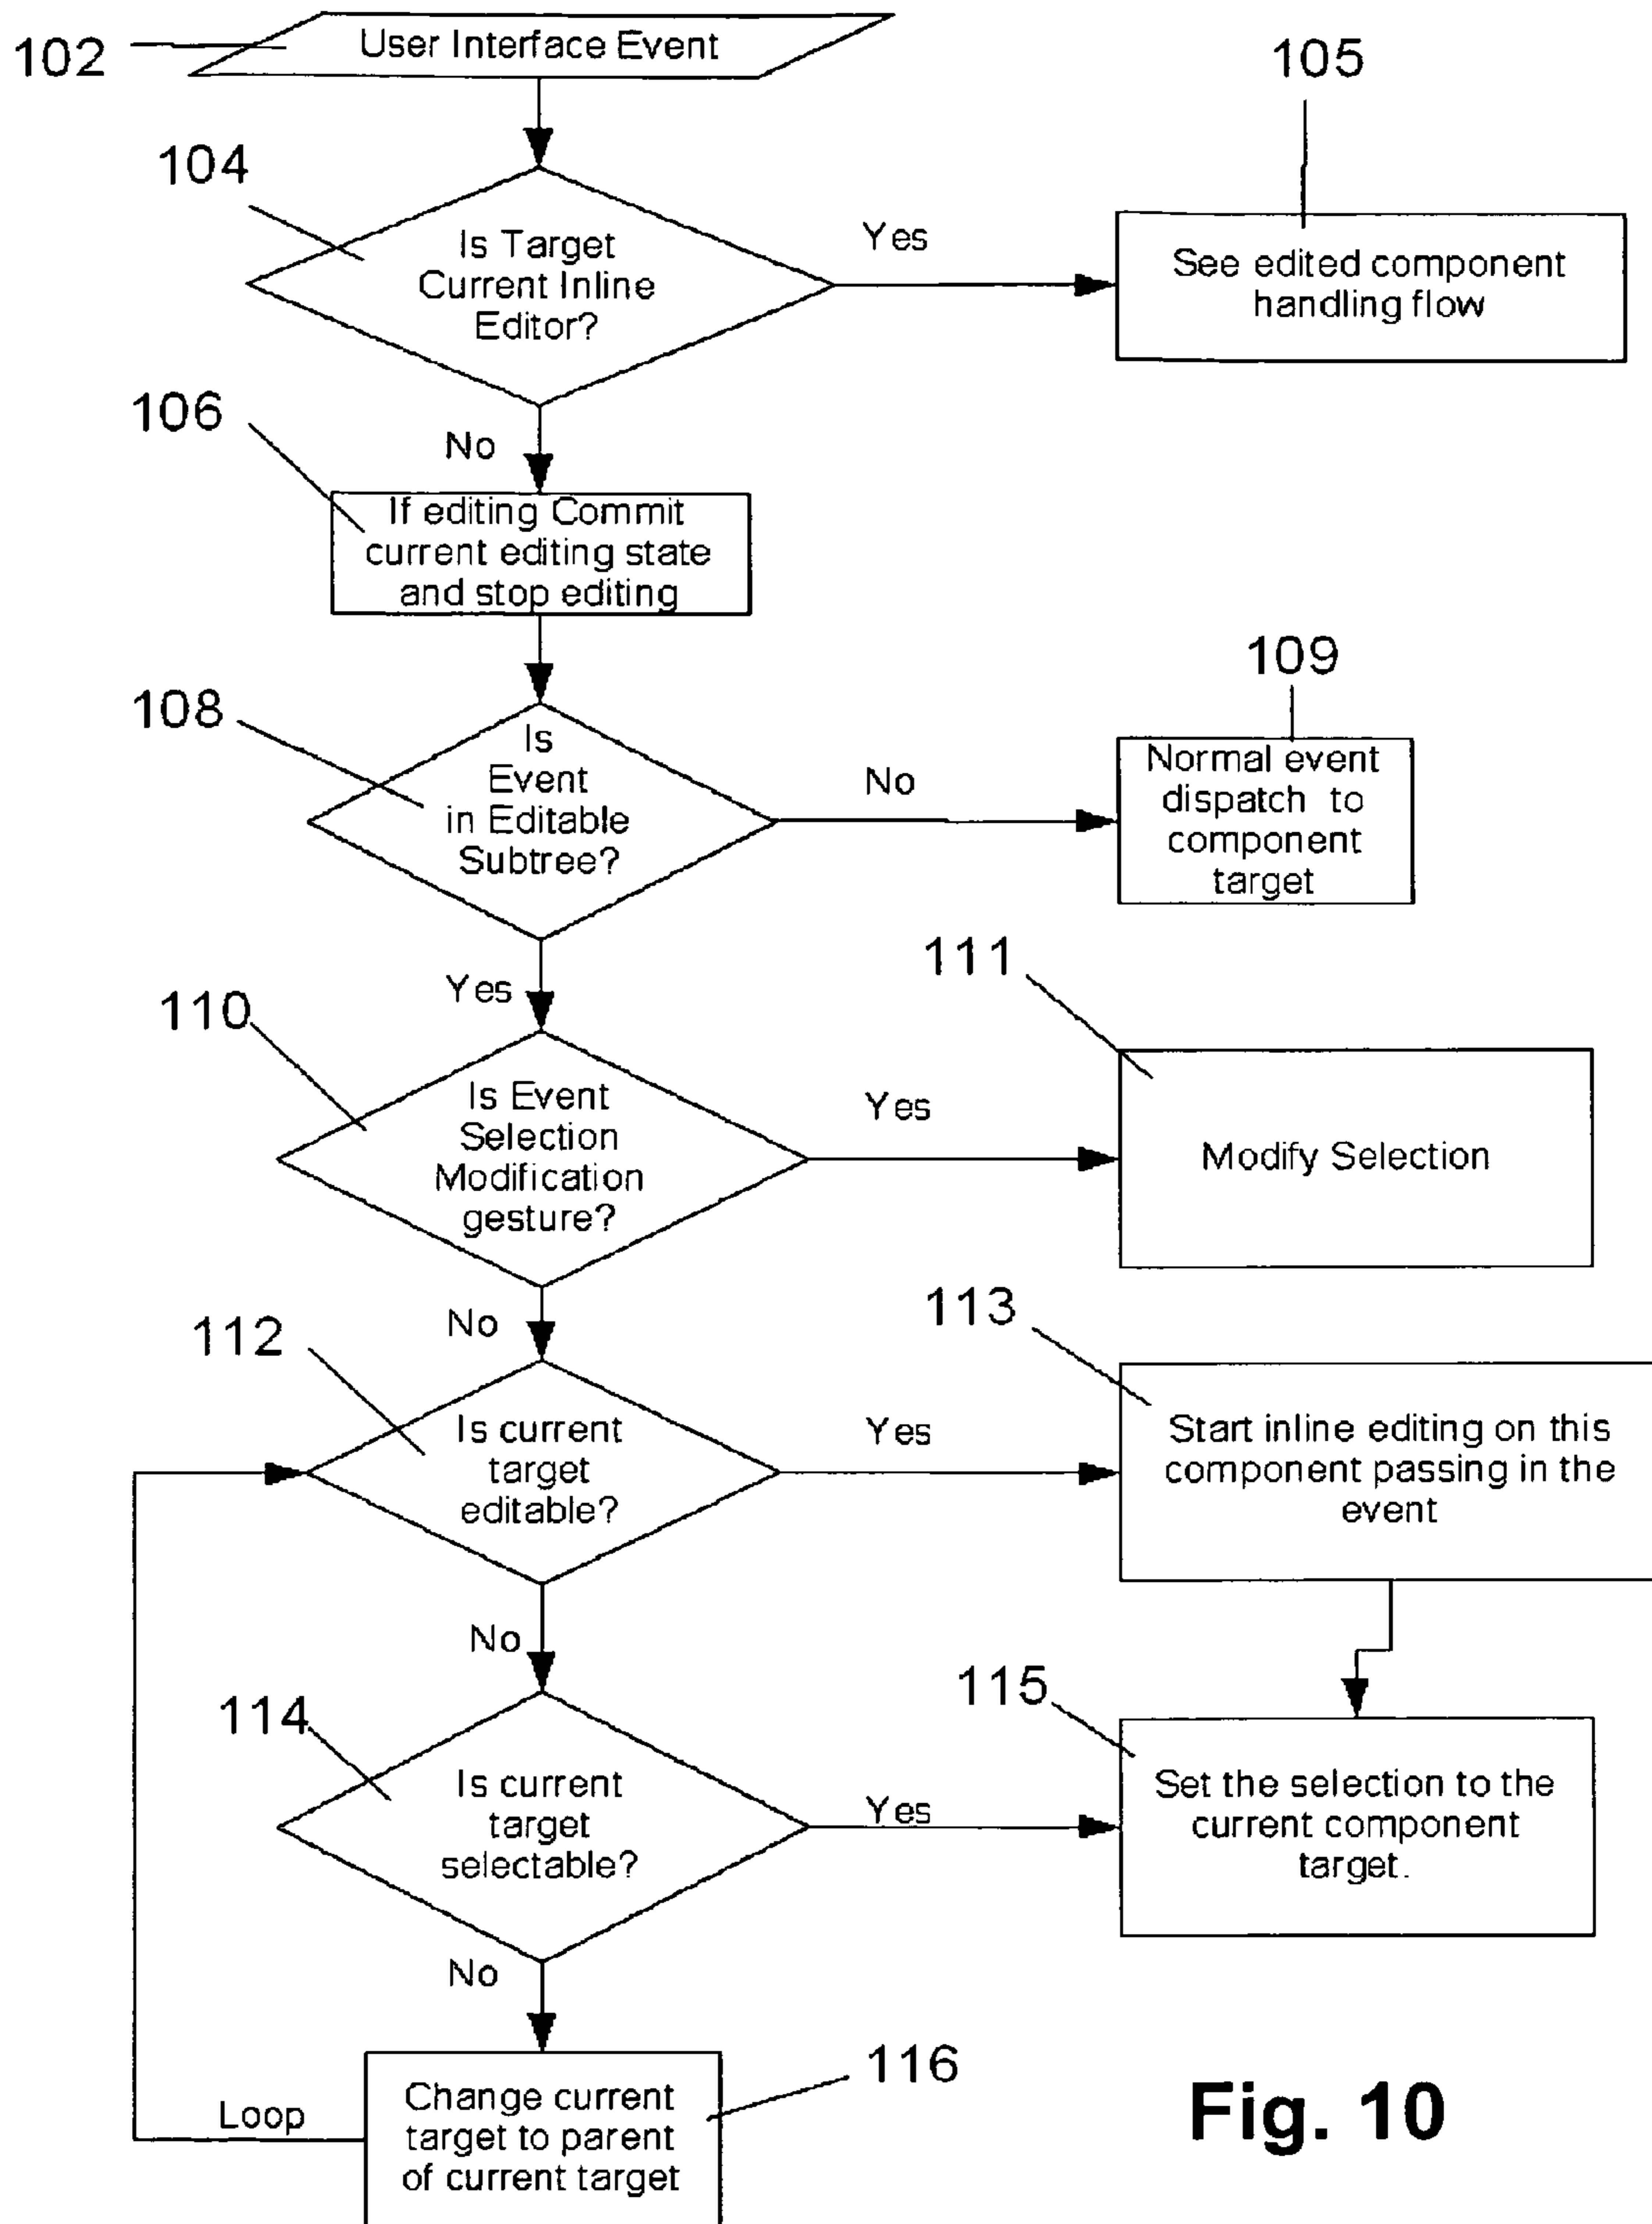 102
User Interface Event
105
104
Is Target
Current Inline
Editor?
Yes
See edited component
handling flow
106
No
If editing Commit
current editing state
and stop editing
109
108
Is
Event
in Editable
Subtree?
No
Normal event
dispatch to
component
target
111
Yes
110
Is Event
Selection
Modification
gesture?
Yes
Modify Selection
113
No
112
Is current
target
editable?
Yes
Start inline editing on this
component passing in the
event
No
115
114
Is current
target
selectable?
Yes
Set the selection to the
current component
target.
No
116
Change current
target to parent
of current target
Loop
Fig. 10